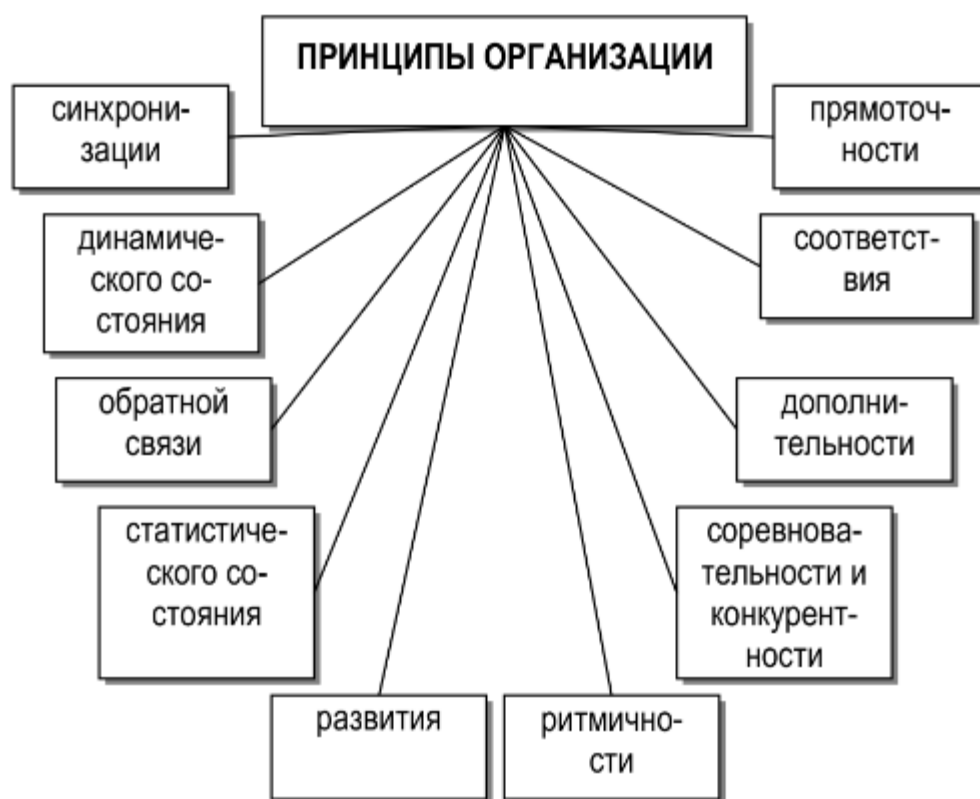 ПРИНЦИПЫ ОРГАНИЗАЦИИ
синхрони-
зации
прямоточ-
ности
динамиче-
ского со-
стояния
соответст-
вия
обратной
связи
дополни-
тельности
статистиче-
ского со-
стояния
соревнова-
тельности и
конкурент-
ности
развития
ритмично-
сти